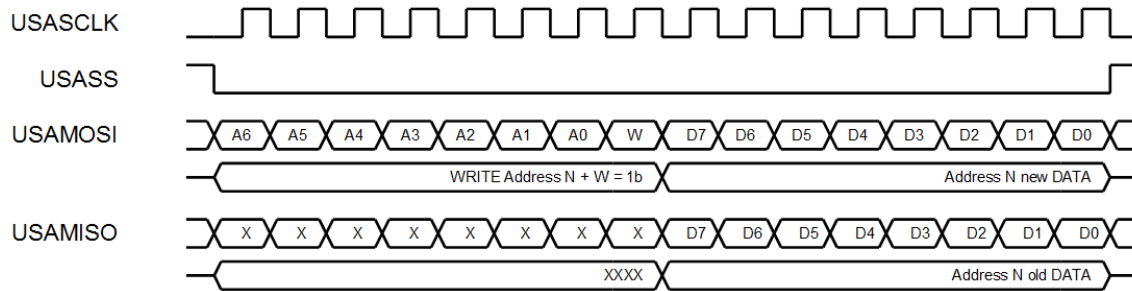 USASCLK
USASS
USAMOSI A6 A5 A4 A3 A2 A1 A0 W D7 D6 D5 D4 D3 D2 D1 D0
WRITE Address N + W = 1b Address N new DATA
USAMISO X X X X X X X X D7 D6 D5 D4 D3 D2 D1 D0
XXXX Address N old DATA